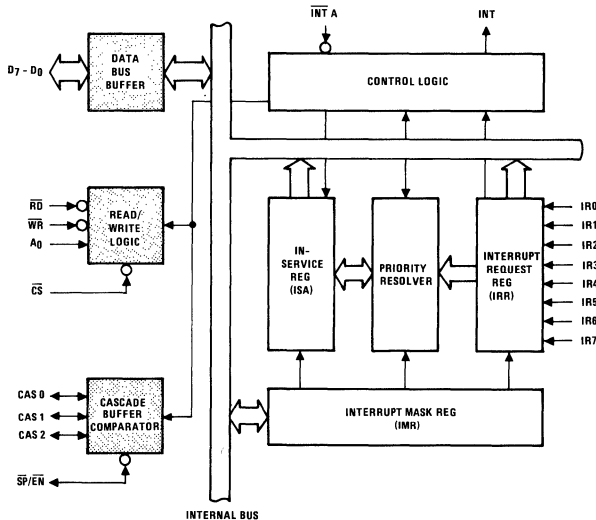 INT A
INT
D7 - D0
DATA
BUS
BUFFER
CONTROL LOGIC
RD
WR
A0
CS
READ/
WRITE
LOGIC
IN-
SERVICE
REG
(ISA)
PRIORITY
RESOLVER
INTERRUPT
REQUEST
REG
(IRR)
IR0
IR1
IR2
IR3
IR4
IR5
IR6
IR7
CAS 0
CAS 1
CAS 2
SP/EN
CASCADE
BUFFER
COMPARATOR
INTERRUPT MASK REG
(IMR)
INTERNAL BUS